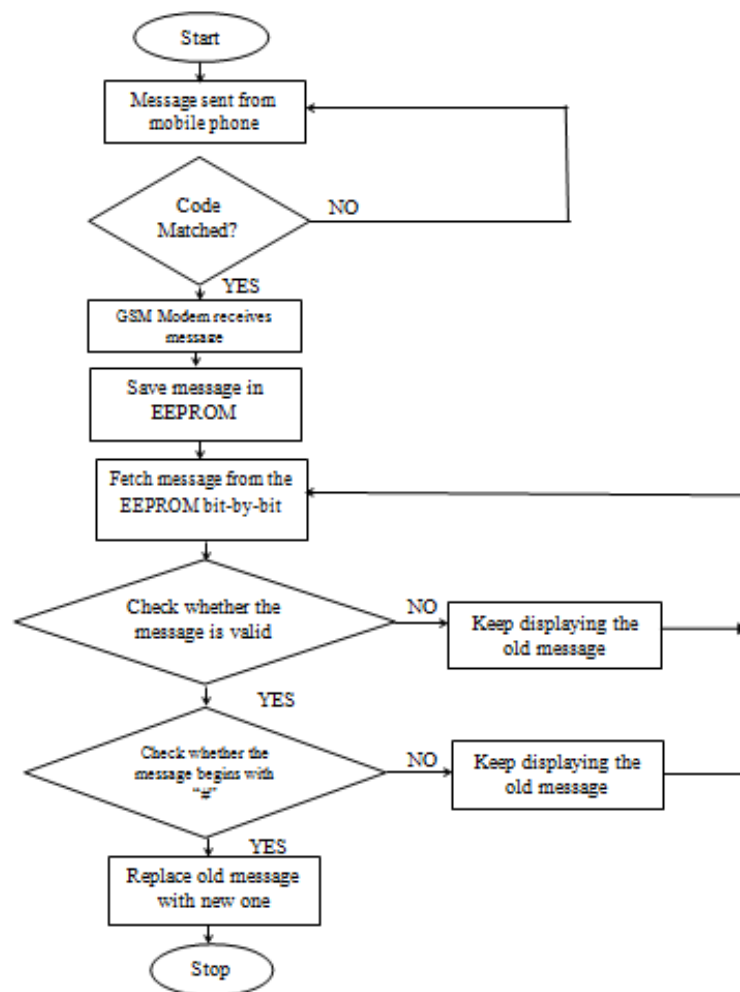 Start
Message sent from
mobile phone
Code
Matched?
NO
YES
GSM Modem receives
message
Save message in
EEPROM
Fetch message from the
EEPROM bit-by-bit
Check whether the
message is valid
NO
Keep displaying the
old message
YES
Check whether the
message begins with
“#”
NO
Keep displaying the
old message
YES
Replace old message
with new one
Stop